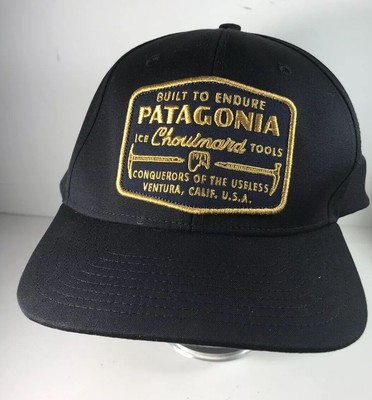 BUILT TO ENDURE
PATAGONIA
ICE Chouinard TOOLS
CONQUERORS OF THE USELESS
VENTURA, CALIF. U.S.A.